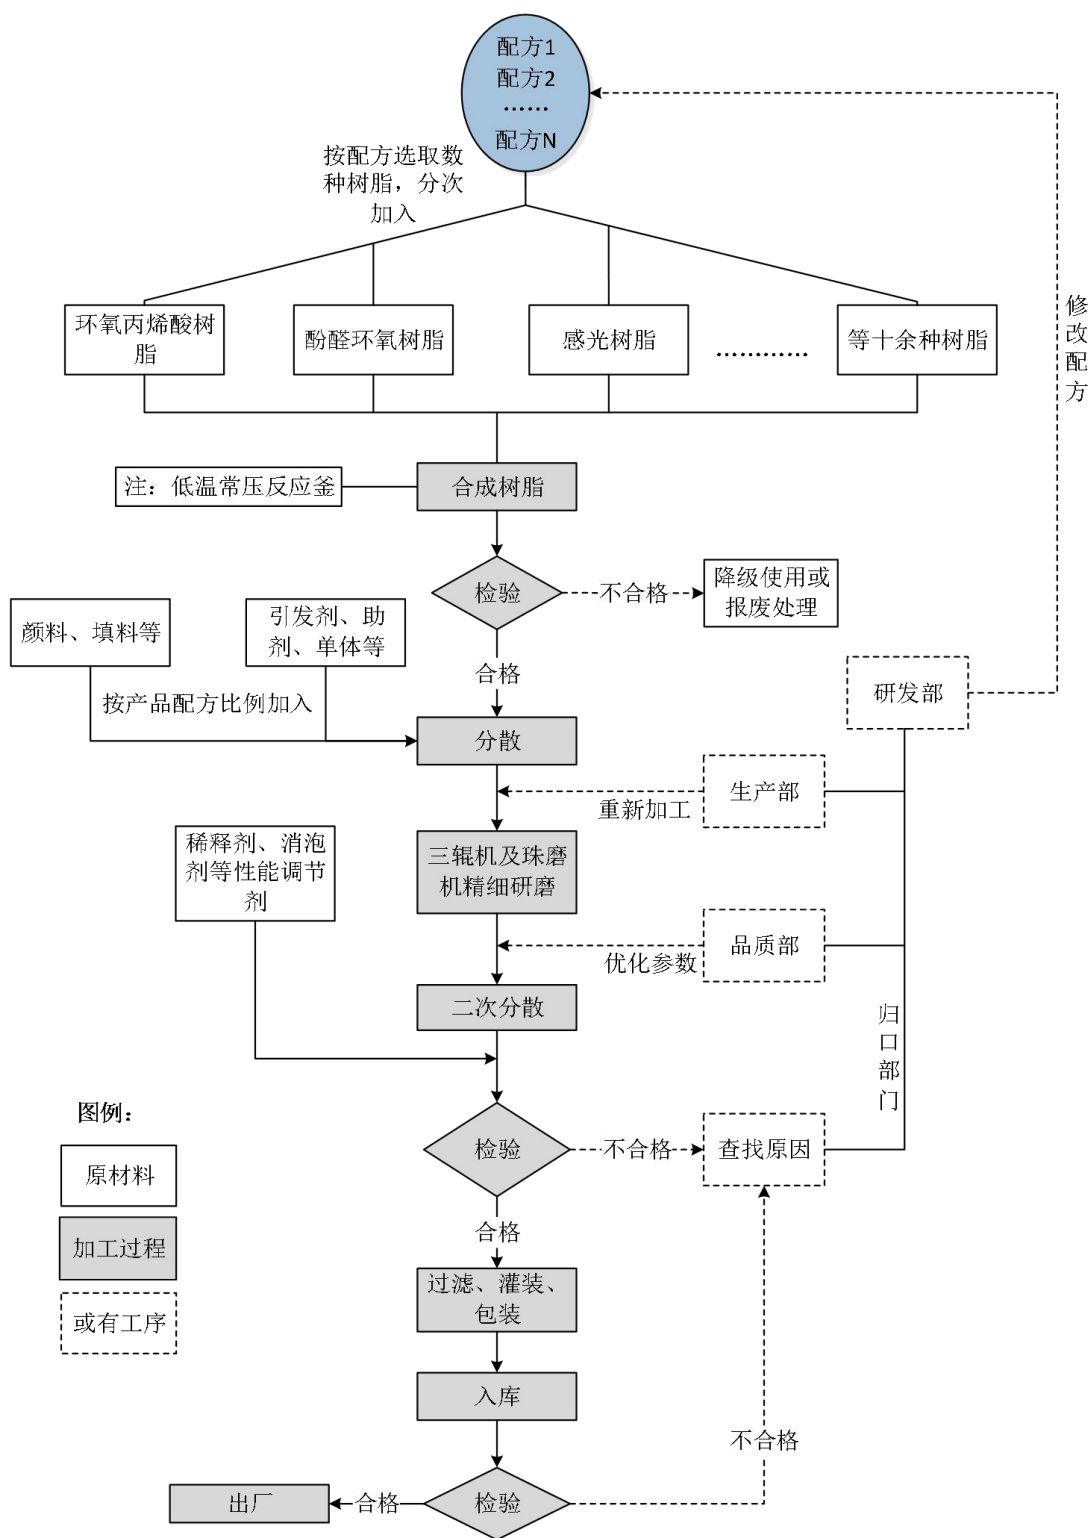 配方1
配方2
……
配方N
按配方选取数
种树脂，分次
加入
环氧丙烯酸树
脂
酚醛环氧树脂
感光树脂
…………
等十余种树脂
修
改
配
方
注：低温常压反应釜
合成树脂
检验
不合格
降级使用或
报废处理
颜料、填料等
引发剂、助
剂、单体等
合格
按产品配方比例加入
研发部
分散
生产部
重新加工
稀释剂、消泡
剂等性能调节
剂
三辊机及珠磨
机精细研磨
品质部
优化参数
二次分散
归
口
部
门
图例：
检验
不合格
查找原因
原材料
合格
加工过程
过滤、灌装、
包装
或有工序
入库
不合格
出厂
合格
检验